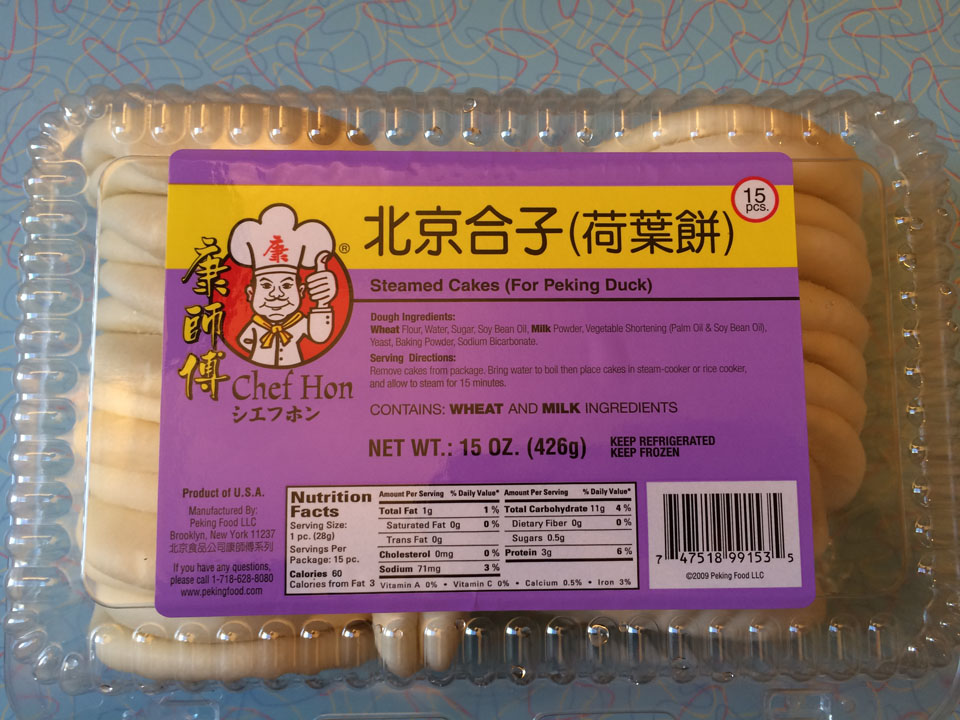 15
pcs.
北京合子(荷葉餅)
康
®
康師傅
Chef Hon
シエフホン
Steamed Cakes (For Peking Duck)
Dough Ingredients:
Wheat Flour, Water, Sugar, Soy Bean Oil, Milk Powder, Vegetable Shortening (Palm Oil & Soy Bean Oil),
Yeast, Baking Powder, Sodium Bicarbonate.
Serving Directions:
Remove cakes from package. Bring water to boil then place cakes in steam-cooker or rice cooker,
and allow to steam for 15 minutes.
CONTAINS: WHEAT AND MILK INGREDIENTS
NET WT.: 15 OZ. (426g)
KEEP REFRIGERATED
KEEP FROZEN
Product of U.S.A.
Manufactured By:
Peking Food LLC
Brooklyn, New York 11237
北京食品公司康師傅系列
If you have any questions,
please call 1-718-628-8080
www.pekingfood.com
Nutrition
Facts
Serving Size:
1 pc. (28g)
Servings Per
Package: 15 pc.
Calories 60
Calories from Fat 3
Amount Per Serving % Daily Value*
Total Fat 1g 1%
Saturated Fat 0g 0%
Trans Fat 0g
Cholesterol 0mg 0%
Sodium 71mg 3%
Amount Per Serving % Daily Value*
Total Carbohydrate 11g 4%
Dietary Fiber 0g 0%
Sugars 0.5g
Protein 3g 6%
Vitamin A 0% • Vitamin C 0% • Calcium 0.5% • Iron 3%
7 47518 99153 5
©2009 Peking Food LLC